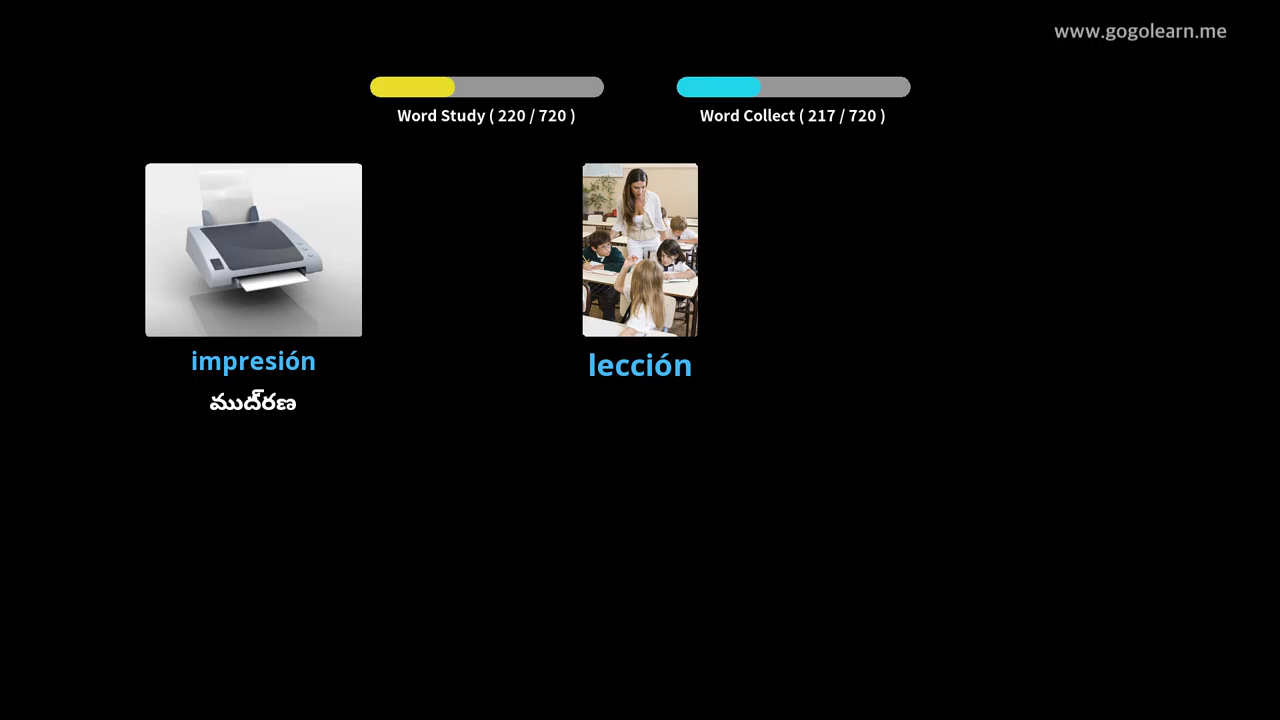 www.gogolearn.me
Word Study ( 220 / 720 )
Word Collect ( 217 / 720 )
impresión
ముద్రణ
lección